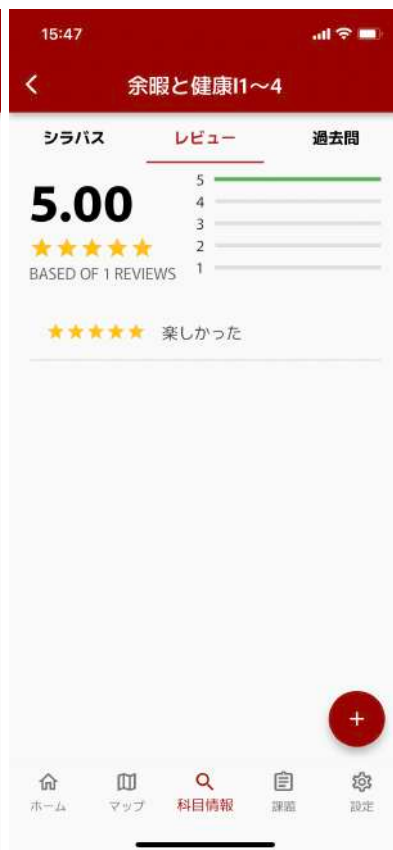 15:47
余暇と健康I1～4
シラバス レビュー 過去問
5.00
5
4
3
2
1
BASED OF 1 REVIEWS
楽しかった
ホーム マップ 科目情報 課題 設定